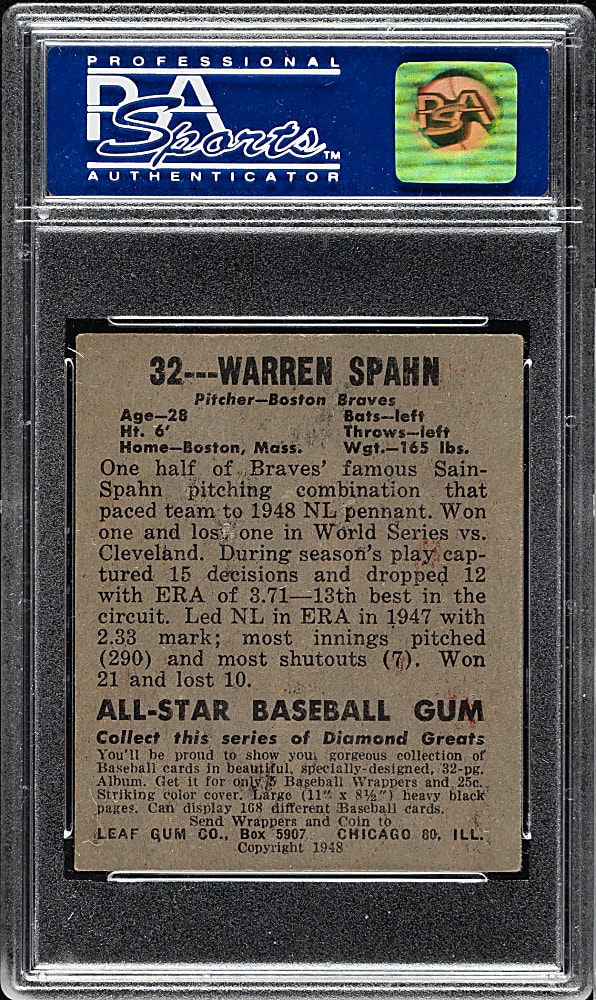 PROFESSIONAL
PSA
Sports™
AUTHENTICATOR
PSA
32---WARREN SPAHN
Pitcher—Boston Braves
Age—28 Bats—left
Ht. 6' Throws—left
Home—Boston, Mass. Wgt.—165 lbs.
One half of Braves' famous Sain-
Spahn pitching combination that
paced team to 1948 NL pennant. Won
one and lost one in World Series vs.
Cleveland. During season's play cap-
tured 15 decisions and dropped 12
with ERA of 3.71—13th best in the
circuit. Led NL in ERA in 1947 with
2.33 mark; most innings pitched
(290) and most shutouts (7). Won
21 and lost 10.
ALL-STAR BASEBALL GUM
Collect this series of Diamond Greats
You'll be proud to show your gorgeous collection of
Baseball cards in beautiful, specially-designed, 32-pg.
Album. Get it for only 5 Baseball Wrappers and 25c.
Striking color cover. Large (11" x 8½") heavy black
pages. Can display 168 different Baseball cards.
Send Wrappers and Coin to
LEAF GUM CO., Box 5907, CHICAGO 80, ILL.
Copyright 1948